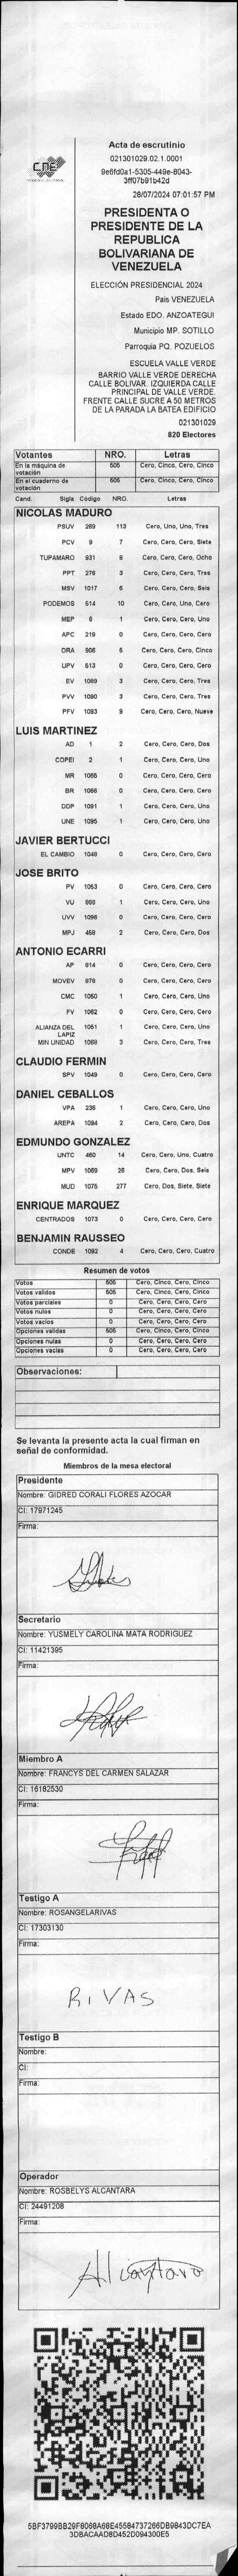 CNE
Acta de escrutinio
021301029.02.1.0001
9e6fd0a1-5305-449e-8043-
3ff07b91b42d
28/07/2024 07:01:57 PM
PRESIDENTA O
PRESIDENTE DE LA
REPUBLICA
BOLIVARIANA DE
VENEZUELA
ELECCIÓN PRESIDENCIAL 2024
País VENEZUELA
Estado EDO. ANZOATEGUI
Municipio MP. SOTILLO
Parroquia PQ. POZUELOS
ESCUELA VALLE VERDE
BARRIO VALLE VERDE DERECHA
CALLE BOLIVAR. IZQUIERDA CALLE
PRINCIPAL DE VALLE VERDE.
FRENTE CALLE SUCRE A 50 METROS
DE LA PARADA LA BATEA EDIFICIO
021301029
820 Electores
Votantes NRO. Letras
En la máquina de votación 505 Cero, Cinco, Cero, Cinco
En el cuaderno de votación 505 Cero, Cinco, Cero, Cinco
Cand. Sigla Código NRO. Letras
NICOLAS MADURO
PSUV 269 113 Cero, Uno, Uno, Tres
PCV 9 7 Cero, Cero, Cero, Siete
TUPAMARO 931 8 Cero, Cero, Cero, Ocho
PPT 276 3 Cero, Cero, Cero, Tres
MSV 1017 6 Cero, Cero, Cero, Seis
PODEMOS 514 10 Cero, Cero, Uno, Cero
MEP 6 1 Cero, Cero, Cero, Uno
APC 219 0 Cero, Cero, Cero, Cero
ORA 906 5 Cero, Cero, Cero, Cinco
UPV 513 0 Cero, Cero, Cero, Cero
EV 1089 3 Cero, Cero, Cero, Tres
PVV 1090 3 Cero, Cero, Cero, Tres
PFV 1093 9 Cero, Cero, Cero, Nueve
LUIS MARTINEZ
AD 1 2 Cero, Cero, Cero, Dos
COPEI 2 1 Cero, Cero, Cero, Uno
MR 1065 0 Cero, Cero, Cero, Cero
BR 1066 0 Cero, Cero, Cero, Cero
DDP 1091 1 Cero, Cero, Cero, Uno
UNE 1095 1 Cero, Cero, Cero, Uno
JAVIER BERTUCCI
EL CAMBIO 1048 0 Cero, Cero, Cero, Cero
JOSE BRITO
PV 1053 0 Cero, Cero, Cero, Cero
VU 1 Cero, Cero, Cero, Uno
UVV 1096 0 Cero, Cero, Cero, Cero
MPJ 458 2 Cero, Cero, Cero, Dos
ANTONIO ECARRI
AP 914 0 Cero, Cero, Cero, Cero
MOVEV 978 0 Cero, Cero, Cero, Cero
CMC 1050 1 Cero, Cero, Cero, Uno
FV 1062 0 Cero, Cero, Cero, Cero
ALIANZA DEL LAPIZ 1051 1 Cero, Cero, Cero, Uno
MIN UNIDAD 1068 3 Cero, Cero, Cero, Tres
CLAUDIO FERMIN
SPV 1049 0 Cero, Cero, Cero, Cero
DANIEL CEBALLOS
VPA 236 1 Cero, Cero, Cero, Uno
AREPA 1094 2 Cero, Cero, Cero, Dos
EDMUNDO GONZALEZ
UNTC 460 14 Cero, Cero, Uno, Cuatro
MPV 1059 26 Cero, Cero, Dos, Seis
MUD 1075 277 Cero, Dos, Siete, Siete
ENRIQUE MARQUEZ
CENTRADOS 1073 0 Cero, Cero, Cero, Cero
BENJAMIN RAUSSEO
CONDE 1092 4 Cero, Cero, Cero, Cuatro
Resumen de votos
Votos 505 Cero, Cinco, Cero, Cinco
Votos validos 505 Cero, Cinco, Cero, Cinco
Votos parciales 0 Cero, Cero, Cero, Cero
Votos nulos 0 Cero, Cero, Cero, Cero
Votos vacios 0 Cero, Cero, Cero, Cero
Opciones validas 505 Cero, Cinco, Cero, Cinco
Opciones nulas 0 Cero, Cero, Cero, Cero
Opciones vacias 0 Cero, Cero, Cero, Cero
Observaciones:
Se levanta la presente acta la cual firman en
señal de conformidad.
Miembros de la mesa electoral
Presidente
Nombre: GIDRED CORALI FLORES AZOCAR
CI: 17971245
Firma:
Secretario
Nombre: YUSMELY CAROLINA MATA RODRIGUEZ
CI: 11421395
Firma:
Miembro A
Nombre: FRANCYS DEL CARMEN SALAZAR
CI: 16182530
Firma:
Testigo A
Nombre: ROSANGELARIVAS
CI: 17303130
Firma:
RIVAS
Testigo B
Nombre:
CI:
Firma:
Operador
Nombre: ROSBELYS ALCANTARA
CI: 24491208
Firma:
Alcantara
5BF3799BB29F8068A68E45584737266DB9843DC7EA
3DBACAAD8D452D094300E5